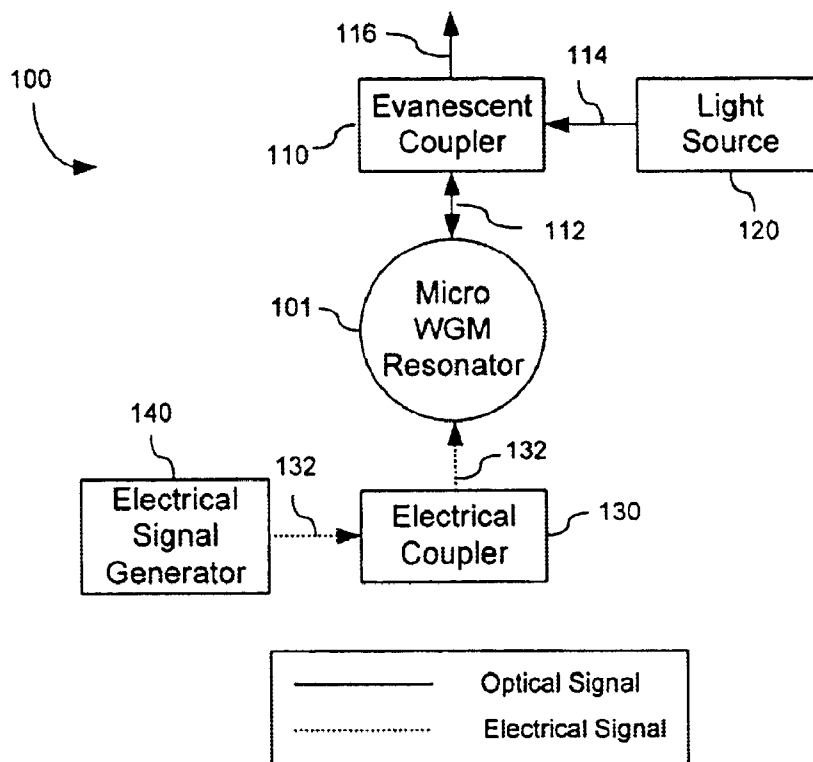 116
114
100
Evanescent
Coupler
Light
Source
110
112
120
101
Micro
WGM
Resonator
140
132
132
Electrical
Signal
Generator
Electrical
Coupler
130
Optical Signal
Electrical Signal